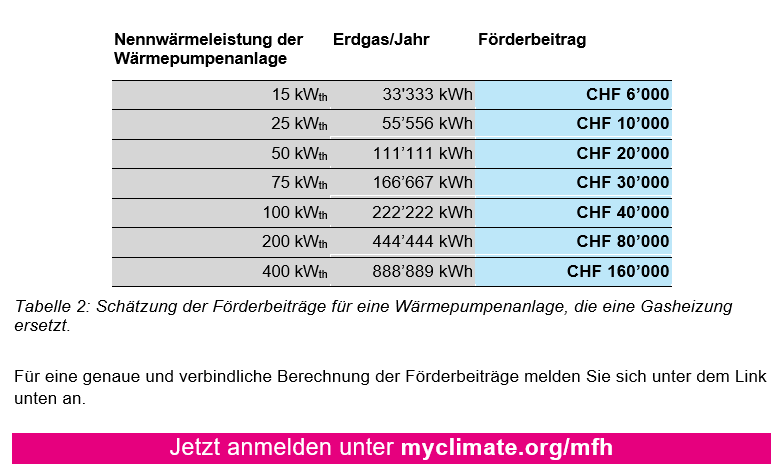 Nennwärmeleistung der Wärmepumpenanlage Erdgas/Jahr Förderbeitrag
15 kWth 33'333 kWh CHF 6’000
25 kWth 55’556 kWh CHF 10’000
50 kWth 111’111 kWh CHF 20’000
75 kWth 166’667 kWh CHF 30’000
100 kWth 222’222 kWh CHF 40’000
200 kWth 444’444 kWh CHF 80’000
400 kWth 888’889 kWh CHF 160’000
Tabelle 2: Schätzung der Förderbeiträge für eine Wärmepumpenanlage, die eine Gasheizung
ersetzt.
Für eine genaue und verbindliche Berechnung der Förderbeiträge melden Sie sich unter dem Link
unten an.
Jetzt anmelden unter myclimate.org/mfh